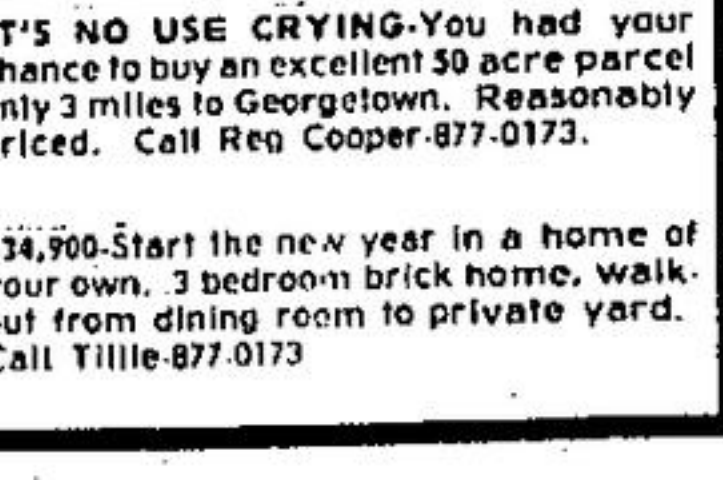 T'S NO USE CRYING-You had your
hance to buy an excellent 50 acre parcel
nly 3 miles to Georgetown. Reasonably
riced. Call Reg Cooper-877-0173.
34,900-Start the new year in a home of
our own. 3 bedroom brick home, walk-
ut from dining room to private yard.
Call Tillie-877-0173